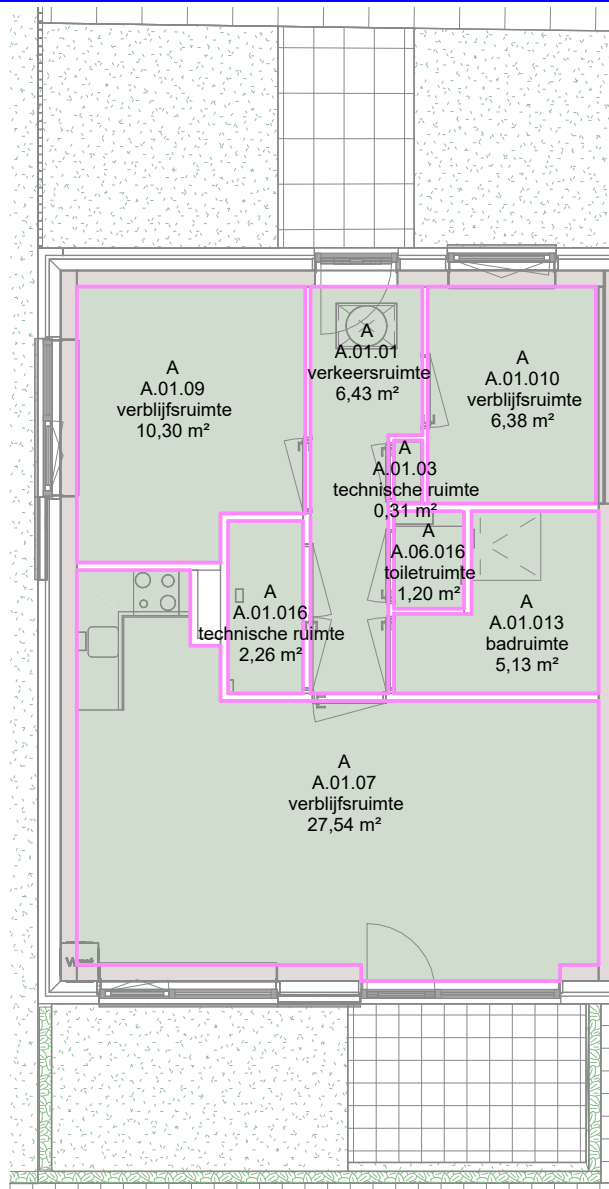 A
A.01.01
verkeersruimte
6,43 m²
A
A.01.09
verblijfsruimte
10,30 m²
A
A.01.010
verblijfsruimte
6,38 m²
A
A.01.03
technische ruimte
0,31 m²
A
A.06.016
toiletruimte
1,20 m²
A
A.01.016
technische ruimte
2,26 m²
A
A.01.013
badruimte
5,13 m²
A
A.01.07
verblijfsruimte
27,54 m²